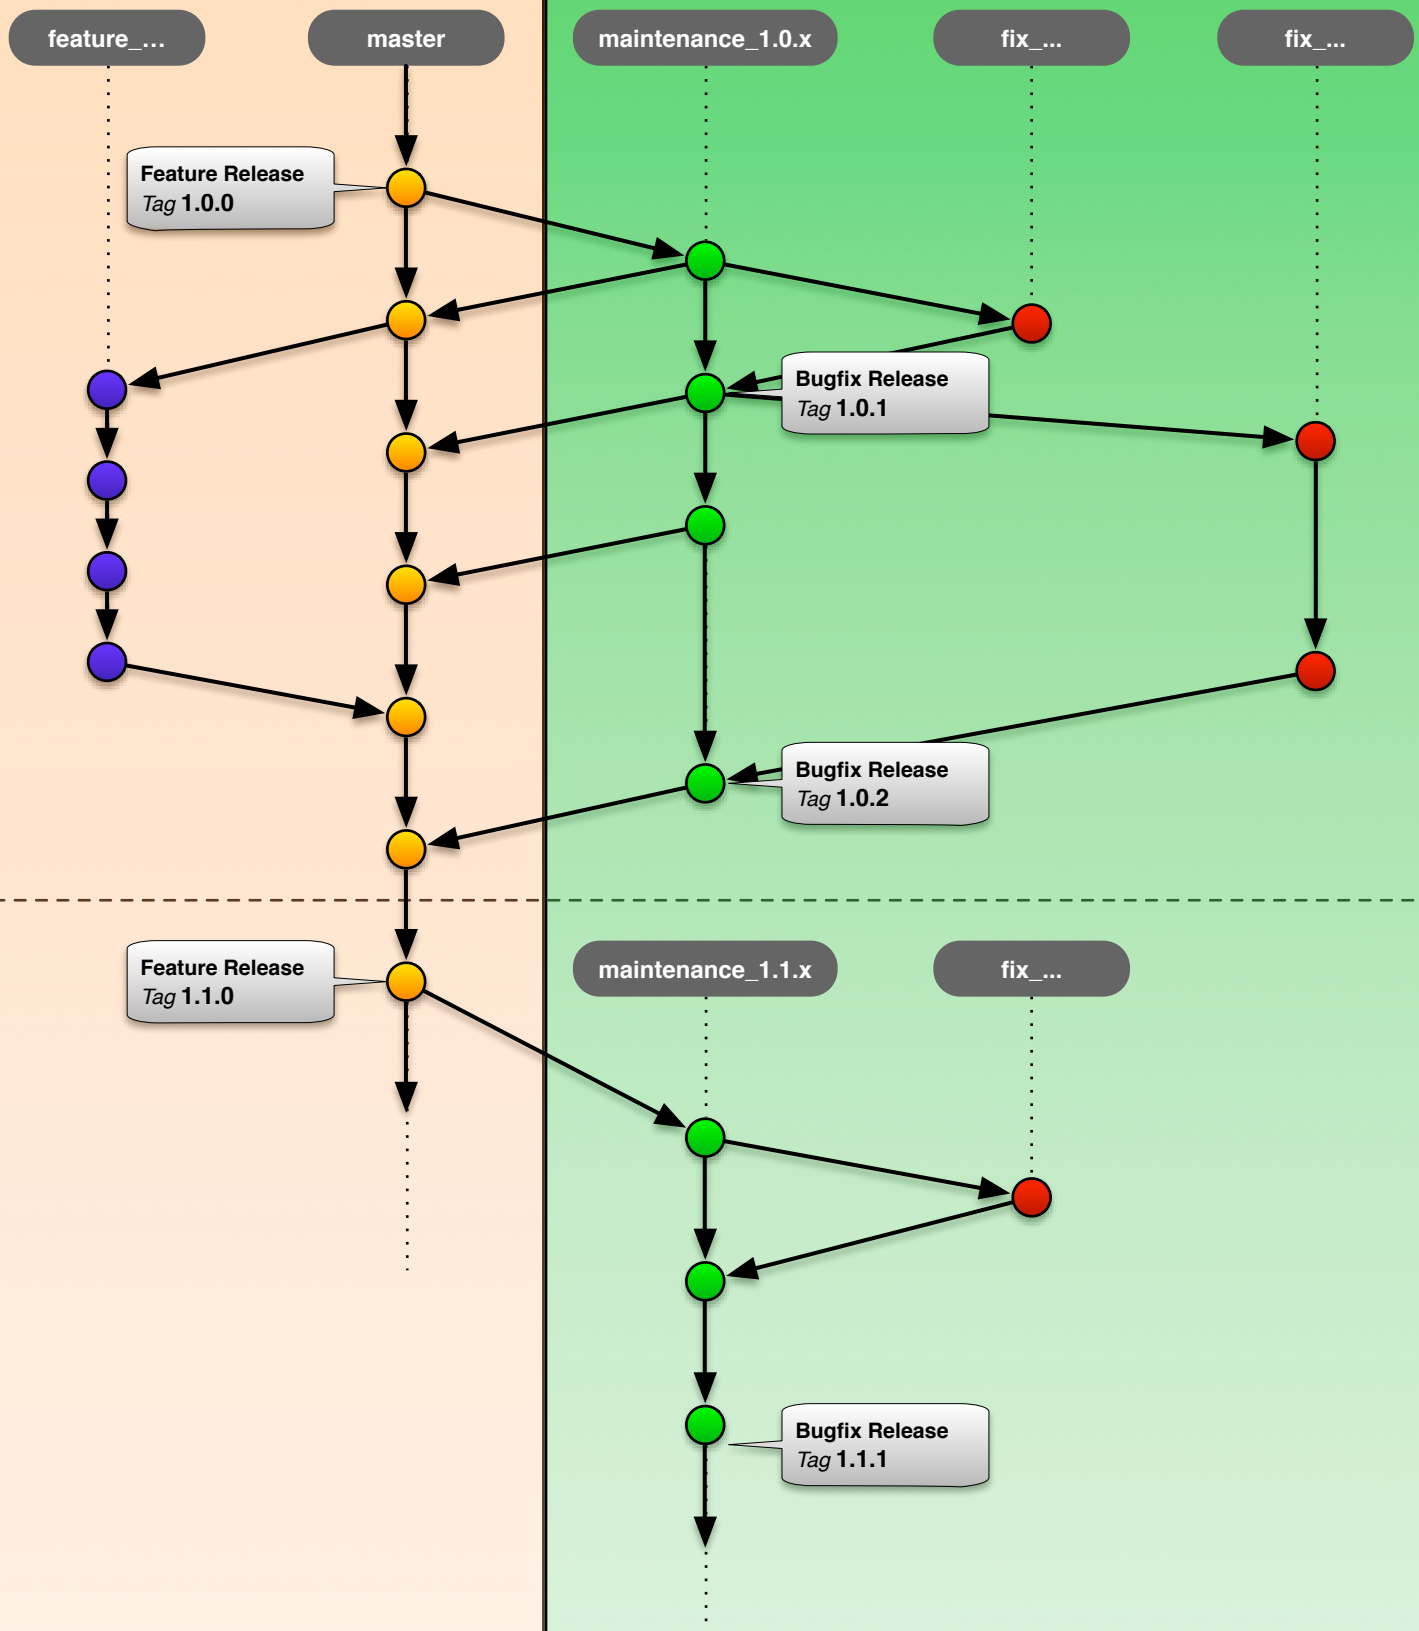 feature_...
master
maintenance_1.0.x
fix_...
fix_...
Feature Release
Tag 1.0.0
Bugfix Release
Tag 1.0.1
Bugfix Release
Tag 1.0.2
Feature Release
Tag 1.1.0
maintenance_1.1.x
fix_...
Bugfix Release
Tag 1.1.1